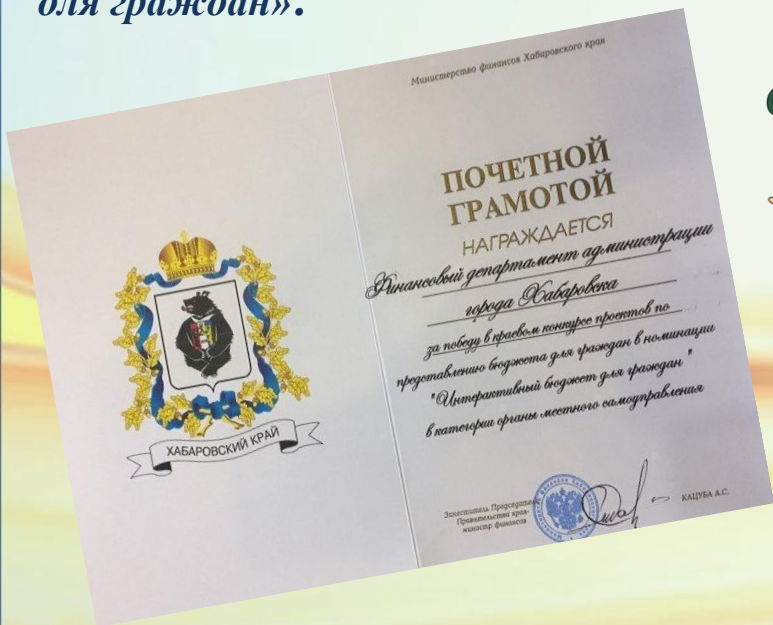 для граждан».
ХАБАРОВСКИЙ КРАЙ
Министерство финансов Хабаровского края
ПОЧЕТНОЙ
ГРАМОТОЙ
НАГРАЖДАЕТСЯ
Финансовый департамент администрации
города Хабаровска
за победу в краевом конкурсе проектов по
представлению бюджета для граждан в номинации
"Интерактивный бюджет для граждан "
в категории органы местного самоуправления
Заместитель Председателя
Правительства края-
министр финансов
КАЦУБА А.С.